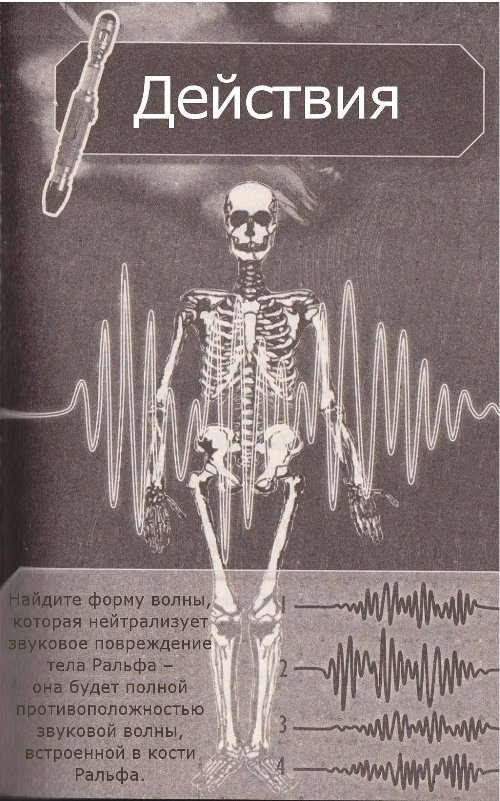 Действия
Найдите форму волны,
которая нейтрализует
звуковое повреждение
тела Ральфа –
она будет полной
противоположностью
звуковой волны,
встроенной в кости
Ральфа.
1
2
3
4